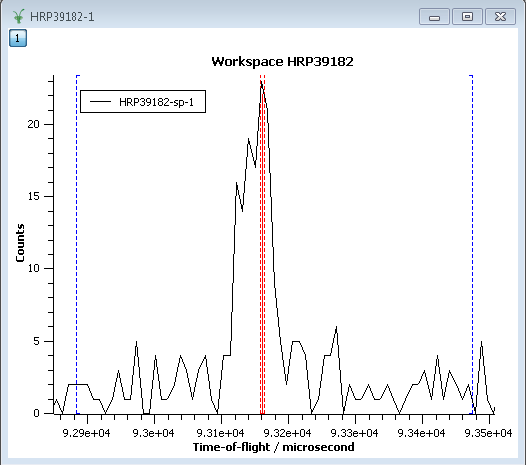 HRP39182-1
1
Workspace HRP39182
HRP39182-sp-1
20
15
10
5
0
Counts
9.29e+04 9.30e+04 9.31e+04 9.32e+04 9.33e+04 9.34e+04 9.35e+04
Time-of-flight / microsecond